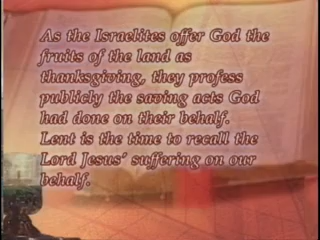 As the Israelites offer God the
fruits of the land as
thanksgiving, they profess
publicly the saving acts God
had done on their behalf.
Lent is the time to recall the
Lord Jesus' suffering on our
behalf.